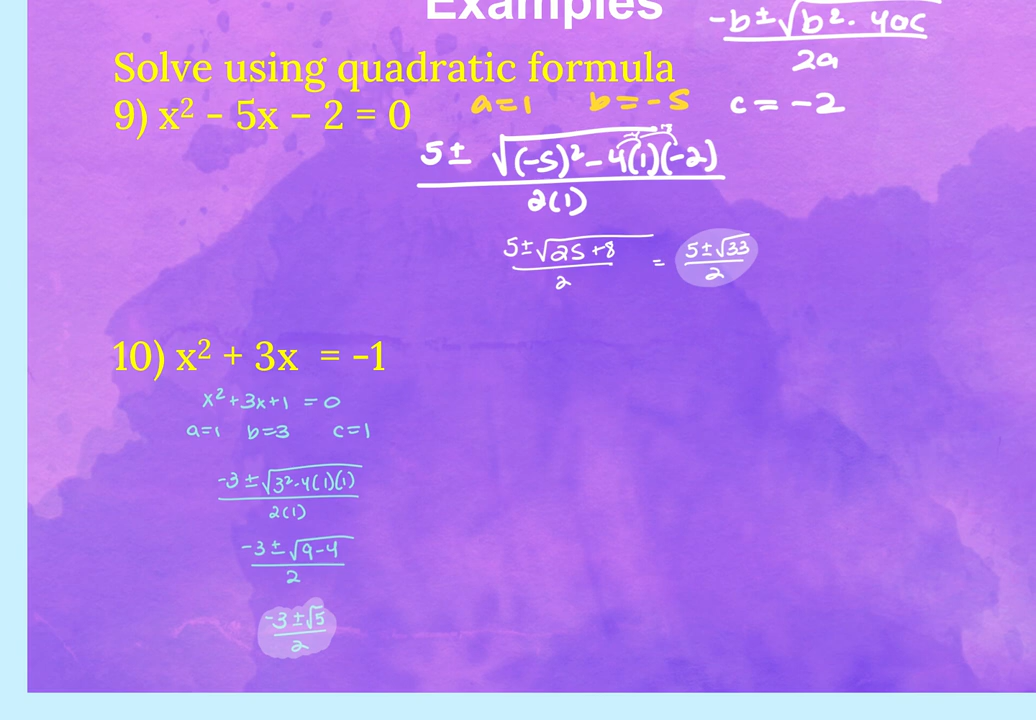 Examples
-b±√b²- 4ac
2a
Solve using quadratic formula
9) x² - 5x – 2 = 0 a=1 b=-5 c=-2
5± √(-5)²-4(1)(-2)
2(1)
5±√25+8 = 5±√33
2 2
10) x² + 3x = -1
x²+3x+1 =0
a=1 b=3 c=1
-3±√3²-4(1)(1)
2(1)
-3±√9-4
2
-3±√5
2